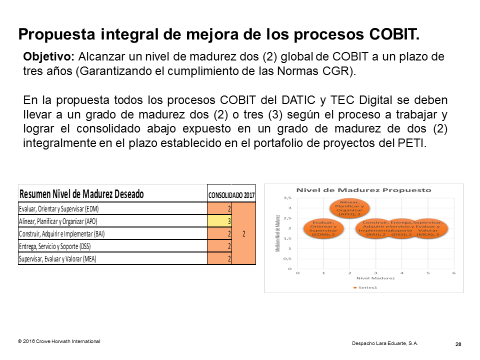 Propuesta integral de mejora de los procesos COBIT.
Objetivo: Alcanzar un nivel de madurez dos (2) global de COBIT a un plazo de
tres años (Garantizando el cumplimiento de las Normas CGR).
En la propuesta todos los procesos COBIT del DATIC y TEC Digital se deben
llevar a un grado de madurez dos (2) o tres (3) según el proceso a trabajar y
lograr el consolidado abajo expuesto en un grado de madurez de dos (2)
integralmente en el plazo establecido en el portafolio de proyectos del PETI.
Resumen Nivel de Madurez Deseado CONSOLIDADO 2017
Evaluar, Orientar y Supervisar (EDM) 2
Alinear, Planificar y Organizar (APO) 3
Construir, Adquirir e Implementar (BAI) 2 2
Entrega, Servicio y Soporte (DSS) 2
Supervisar, Evaluar y Valorar (MEA) 2
Nivel de Madurez Propuesto
3,5
3
2,5
2
1,5
1
0,5
0
0 1 2 3 4 5 6
Nivel Madurez
© 2016 Crowe Horwath International
Despacho Lara Eduarte, S.A.
28